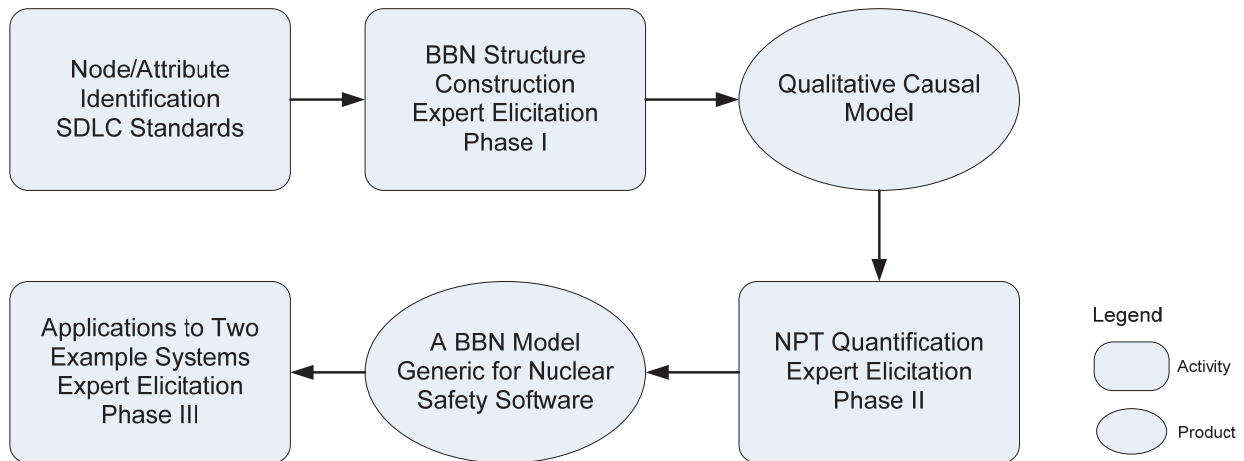 Node/Attribute
Identification
SDLC Standards
BBN Structure
Construction
Expert Elicitation
Phase I
Qualitative Causal
Model
Applications to Two
Example Systems
Expert Elicitation
Phase III
A BBN Model
Generic for Nuclear
Safety Software
NPT Quantification
Expert Elicitation
Phase II
Legend
Activity
Product